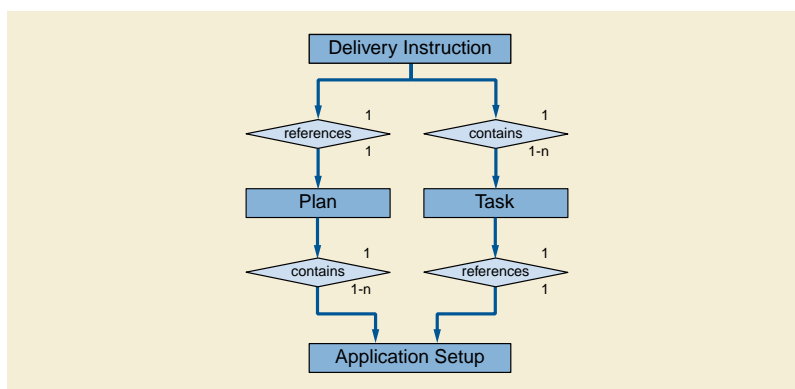 Delivery Instruction
1
references
1
1
contains
1-n
Plan
Task
1
contains
1-n
1
references
1
Application Setup